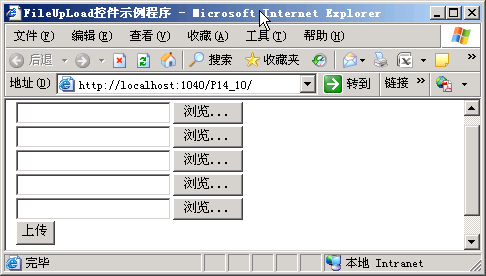 FileUpLoad控件示例程序 - Microsoft Internet Explorer
文件(F) 编辑(E) 查看(V) 收藏(A) 工具(T) 帮助(H)
后退 搜索 收藏夹
地址(D) http://localhost:1040/P14_10/ 转到 链接 »
浏览...
浏览...
浏览...
浏览...
浏览...
上传
完毕 本地 Intranet